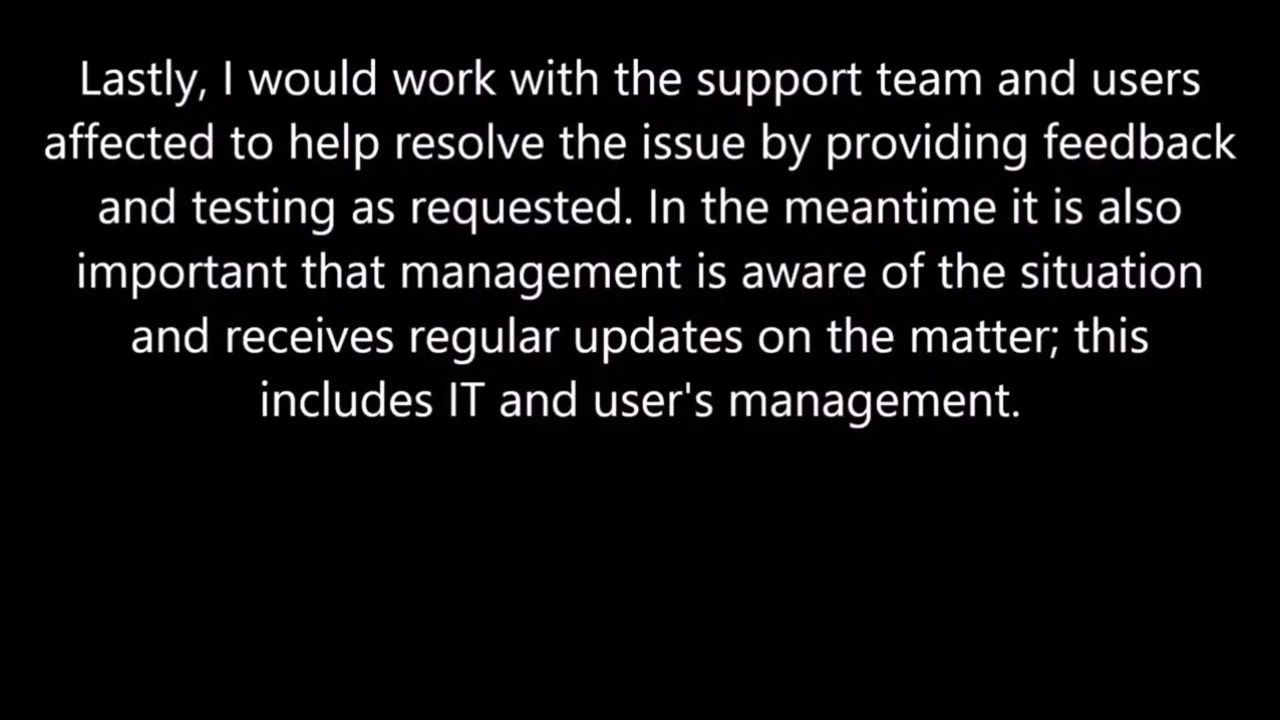 Lastly, I would work with the support team and users
affected to help resolve the issue by providing feedback
and testing as requested. In the meantime it is also
important that management is aware of the situation
and receives regular updates on the matter; this
includes IT and user's management.